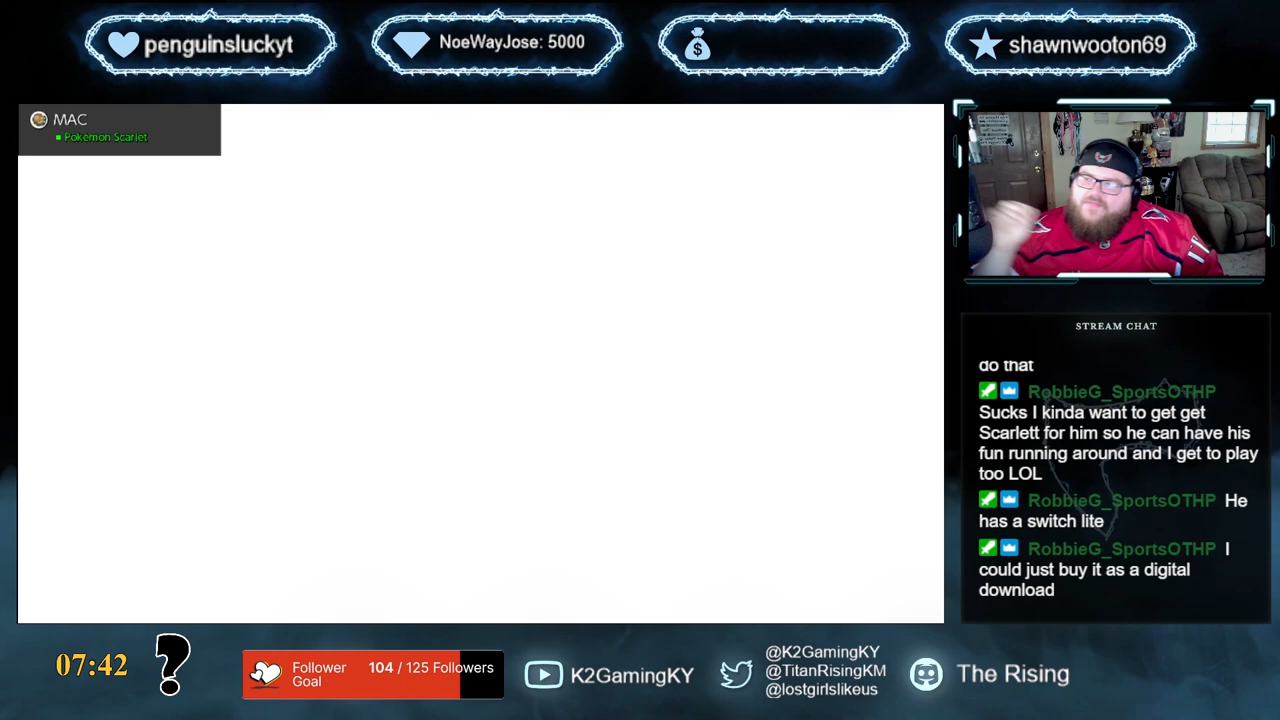 penguinsluckyt
NoeWayJose: 5000
$
shawnwooton69
MAC
Pokémon Scarlet
STREAM CHAT
do that
RobbieG_SportsOTHP
Sucks I kinda want to get get
Scarlett for him so he can have his
fun running around and I get to play
too LOL
RobbieG_SportsOTHP He
has a switch lite
RobbieG_SportsOTHP I
could just buy it as a digital
download
07:42
?
Follower
Goal
104 / 125 Followers
K2GamingKY
@K2GamingKY
@TitanRisingKM
@lostgirlslikeus
The Rising